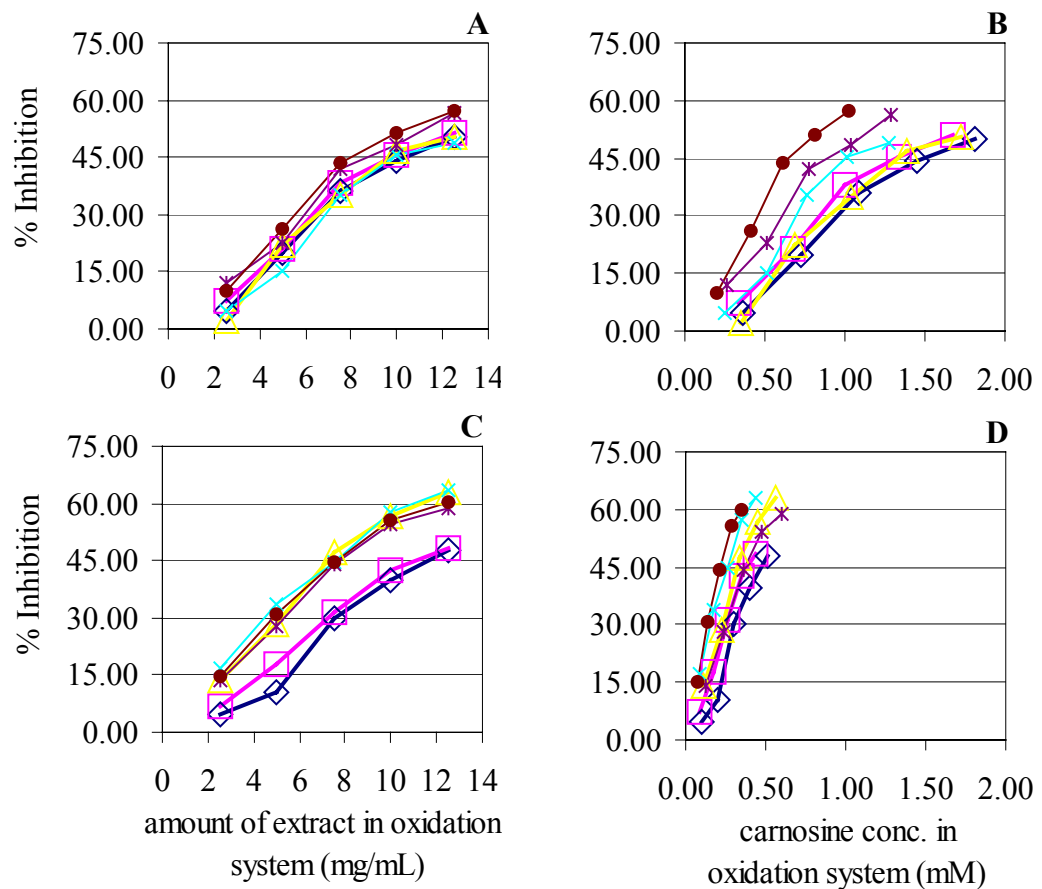 A
75.00
60.00
45.00
30.00
15.00
0.00
% Inhibition
0 2 4 6 8 10 12 14
B
75.00
60.00
45.00
30.00
15.00
0.00
0.00 0.50 1.00 1.50 2.00
C
75.00
60.00
45.00
30.00
15.00
0.00
% Inhibition
0 2 4 6 8 10 12 14
amount of extract in oxidation
system (mg/mL)
D
75.00
60.00
45.00
30.00
15.00
0.00
0.00 0.50 1.00 1.50 2.00
carnosine conc. in
oxidation system (mM)